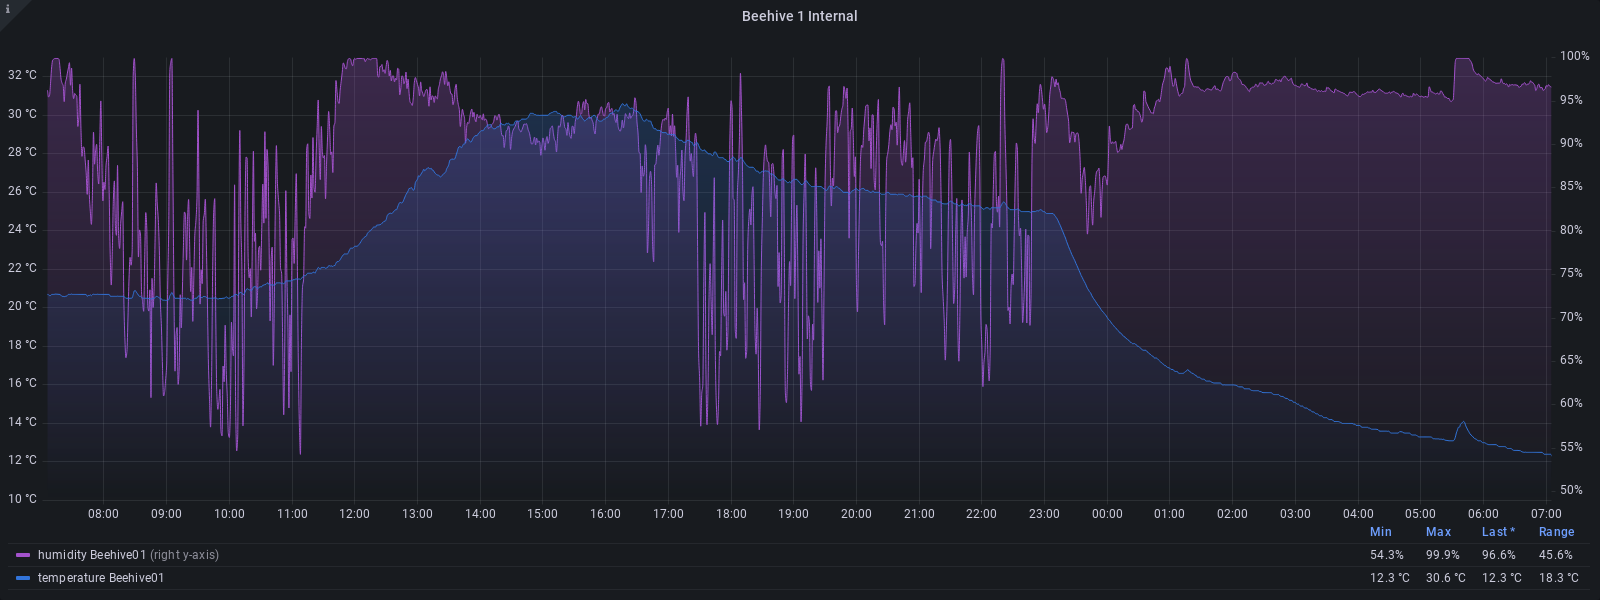 i
Beehive 1 Internal
32 °C
30 °C
28 °C
26 °C
24 °C
22 °C
20 °C
18 °C
16 °C
14 °C
12 °C
10 °C
100%
95%
90%
85%
80%
75%
70%
65%
60%
55%
50%
08:00 09:00 10:00 11:00 12:00 13:00 14:00 15:00 16:00 17:00 18:00 19:00 20:00 21:00 22:00 23:00 00:00 01:00 02:00 03:00 04:00 05:00 06:00 07:00
Min Max Last * Range
humidity Beehive01 (right y-axis) 54.3% 99.9% 96.6% 45.6%
temperature Beehive01 12.3 °C 30.6 °C 12.3 °C 18.3 °C